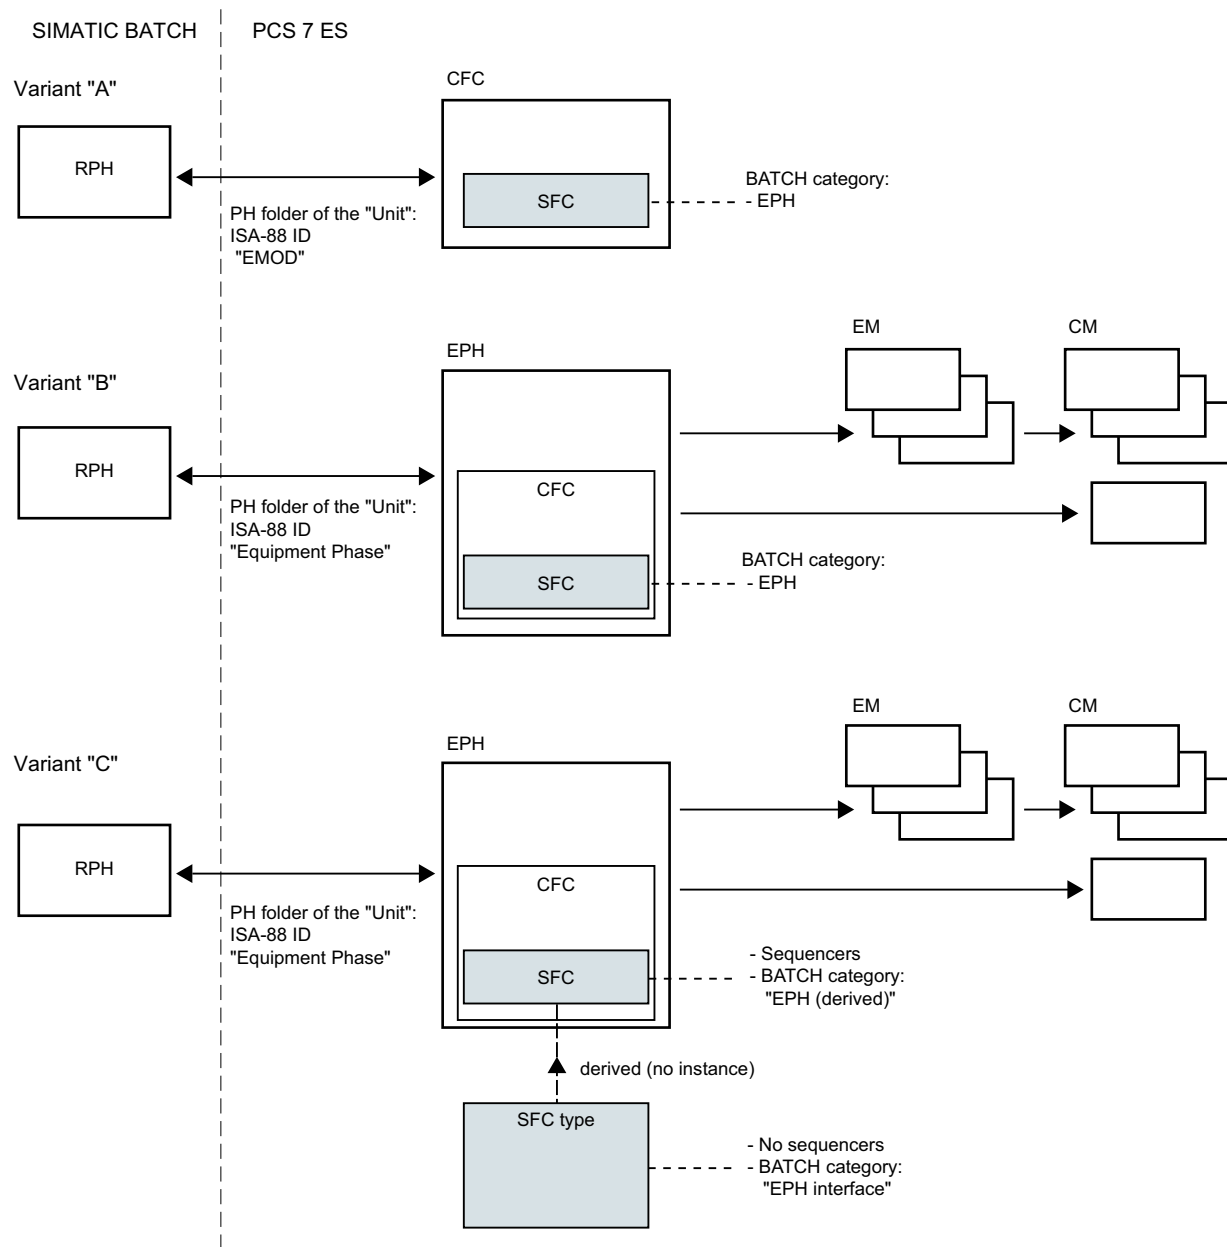 SIMATIC BATCH
PCS 7 ES
Variant "A"
CFC
RPH
SFC
BATCH category:
- EPH
PH folder of the "Unit":
ISA-88 ID
"EMOD"
EM
CM
EPH
Variant "B"
RPH
CFC
PH folder of the "Unit":
ISA-88 ID
"Equipment Phase"
SFC
BATCH category:
- EPH
EM
CM
EPH
Variant "C"
RPH
CFC
PH folder of the "Unit":
ISA-88 ID
"Equipment Phase"
SFC
- Sequencers
- BATCH category:
"EPH (derived)"
derived (no instance)
SFC type
- No sequencers
- BATCH category:
"EPH interface"